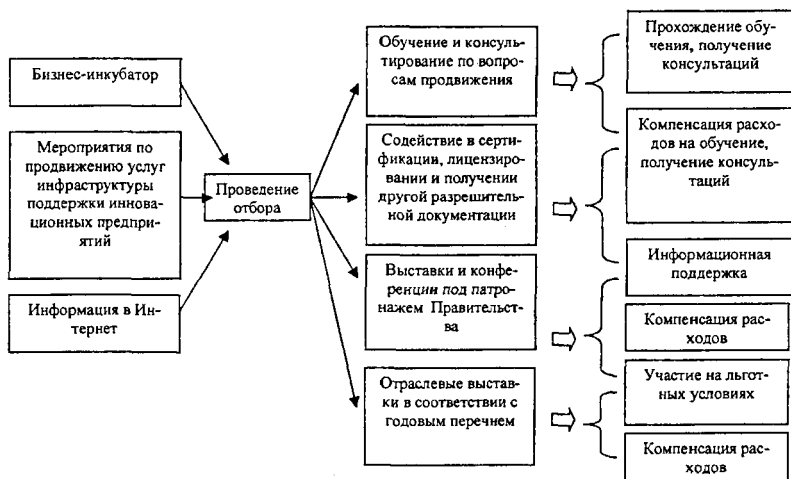 Бизнес-инкубатор
Мероприятия по
продвижению услуг
инфраструктуры
поддержки иннова-
ционных предпри-
ятий
Информация в Ин-
тернет
Проведение
отбора
Обучение и консуль-
тирование по вопро-
сам продвижения
Содействие в серти-
фикации, лицензиро-
вании и получении
другой разрешитель-
ной документации
Выставки и конфе-
ренции под патро-
нажем Правительст-
ва
Отраслевые выстав-
ки в соответствии с
годовым перечнем
Прохождение обу-
чения, получение
консультаций
Компенсация расхо-
дов на обучение,
получение консуль-
таций
Информационная
поддержка
Компенсация рас-
ходов
Участие на льгот-
ных условиях
Компенсация рас-
ходов